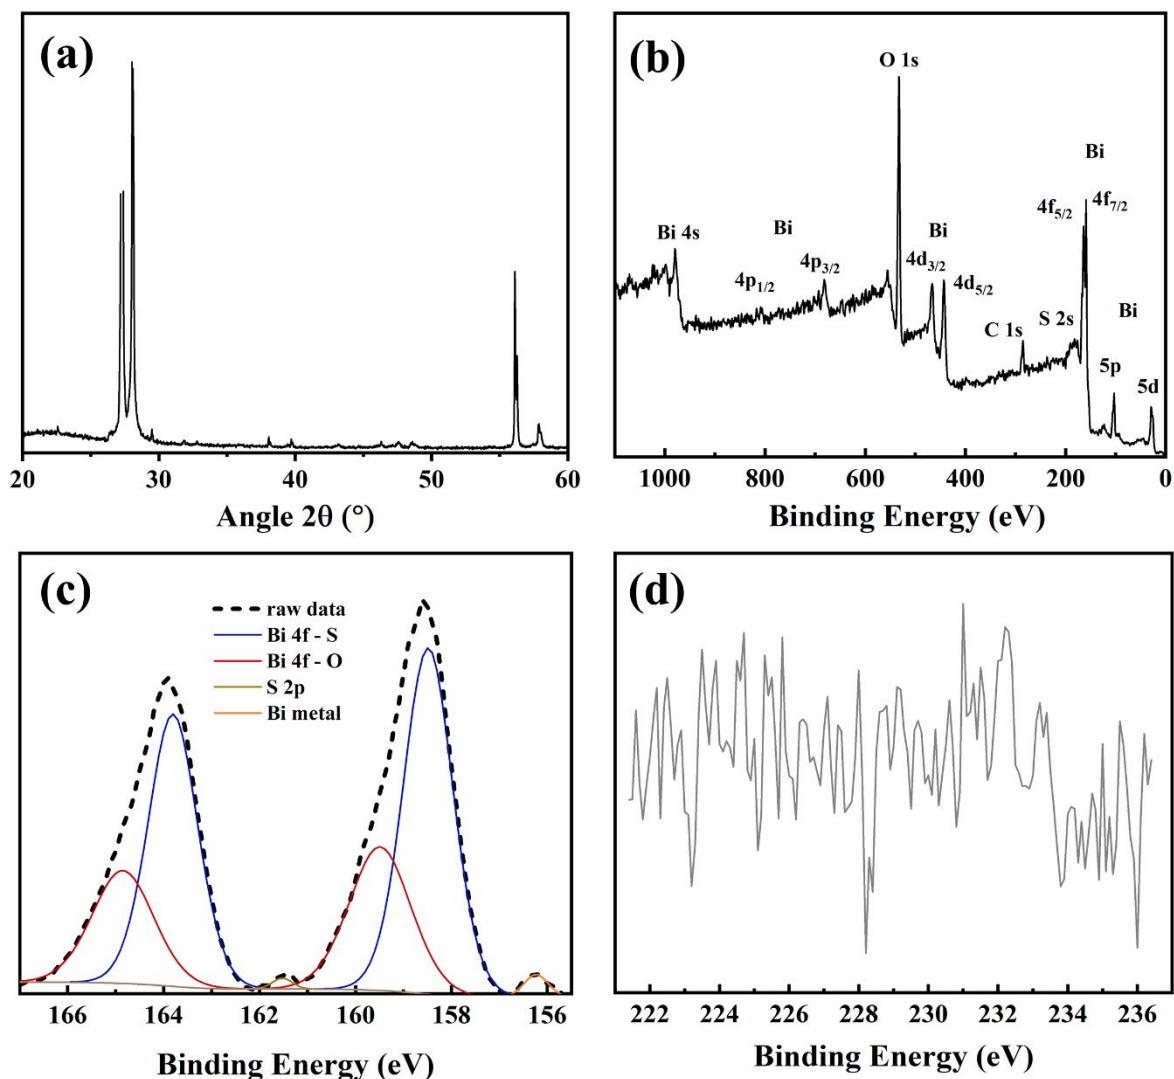 (a)
20 30 40 50 60
Angle 2θ (°)
(b)
O 1s
Bi
4f5/2 4f7/2
Bi 4s Bi Bi
4p1/2 4p3/2 4d3/2 4d5/2
C 1s S 2s Bi
5p 5d
1000 800 600 400 200 0
Binding Energy (eV)
(c)
raw data
Bi 4f - S
Bi 4f - O
S 2p
Bi metal
166 164 162 160 158 156
Binding Energy (eV)
(d)
222 224 226 228 230 232 234 236
Binding Energy (eV)